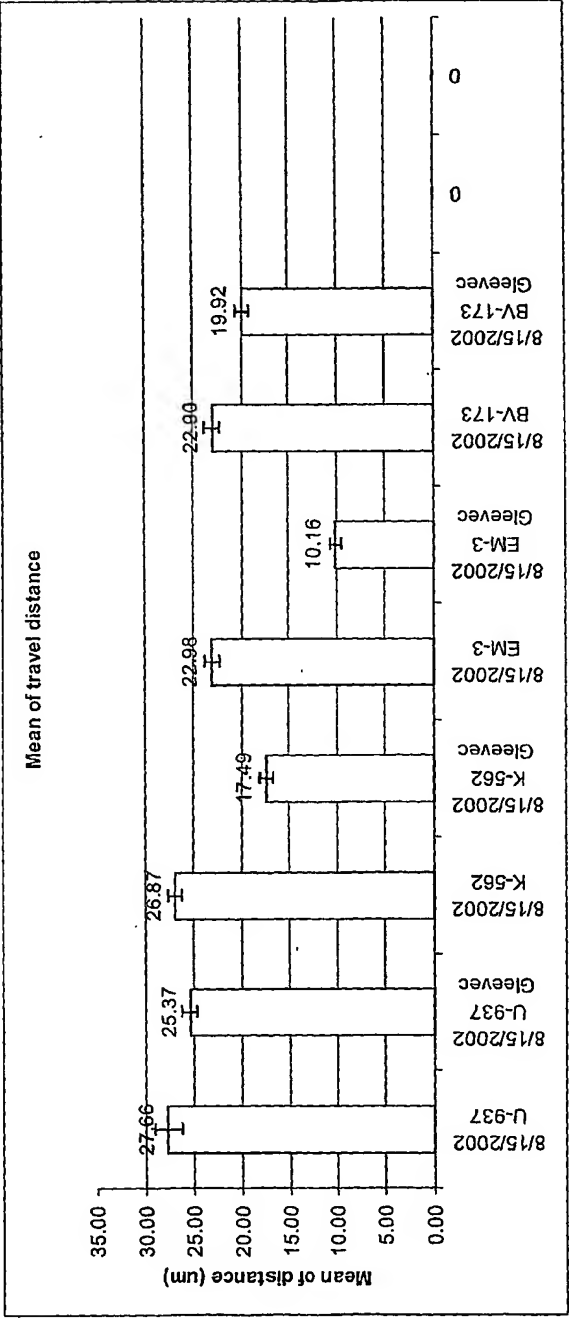 Mean of travel distance
Mean of distance (um)
35.00
30.00
25.00
20.00
15.00
10.00
5.00
0.00
27.66
25.37
26.87
17.49
22.98
10.16
22.90
19.92
8/15/2002
U-937
8/15/2002
U-937
Gleevec
8/15/2002
K-562
8/15/2002
K-562
Gleevec
8/15/2002
EM-3
8/15/2002
EM-3
Gleevec
8/15/2002
BV-173
8/15/2002
BV-173
Gleevec
0
0